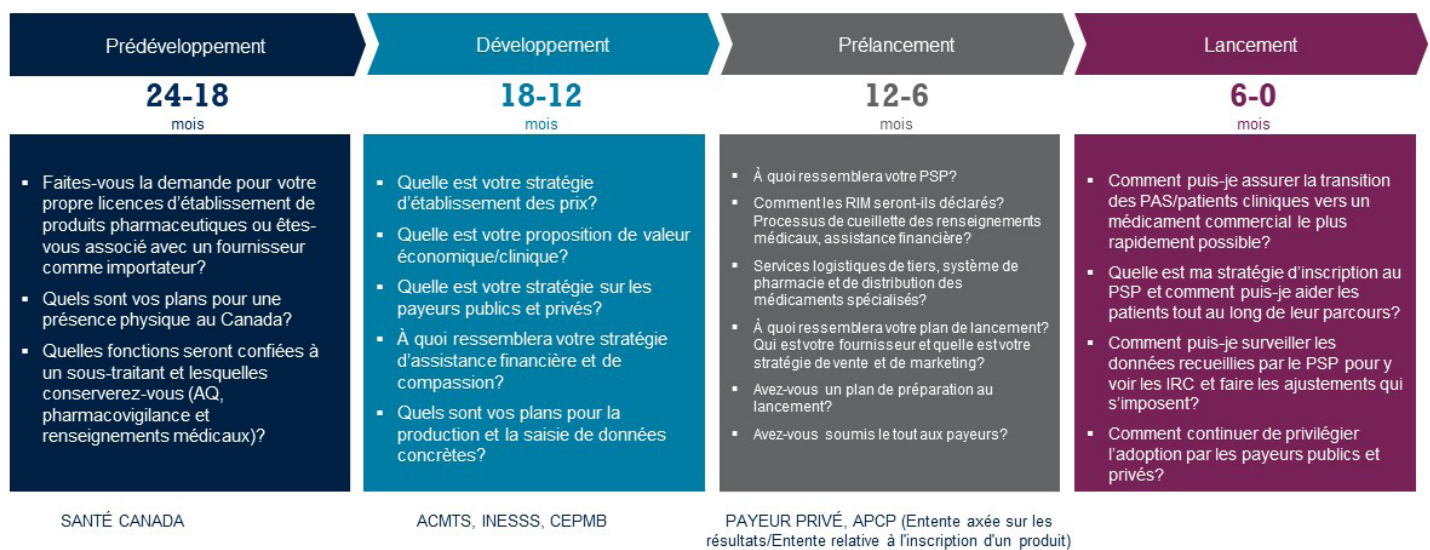 Prédéveloppement
24-18
mois
▪ Faites-vous la demande pour votre
propre licences d'établissement de
produits pharmaceutiques ou êtes-
vous associé avec un fournisseur
comme importateur?
▪ Quels sont vos plans pour une
présence physique au Canada?
▪ Quelles fonctions seront confiées à
un sous-traitant et lesquelles
conserverez-vous (AQ,
pharmacovigilance et
renseignements médicaux)?
SANTÉ CANADA
Développement
18-12
mois
▪ Quelle est votre stratégie
d'établissement des prix?
▪ Quelle est votre proposition de valeur
économique/clinique?
▪ Quelle est votre stratégie sur les
payeurs publics et privés?
▪ À quoi ressemblera votre stratégie
d'assistance financière et de
compassion?
▪ Quels sont vos plans pour la
production et la saisie de données
concrètes?
ACMTS, INESSS, CEPMB
Prélancement
12-6
mois
▪ À quoi ressemblera votre PSP?
▪ Comment les RIM seront-ils déclarés?
Processus de cueillette des renseignements
médicaux, assistance financière?
▪ Services logistiques de tiers, système de
pharmacie et de distribution des
médicaments spécialisés?
▪ À quoi ressemblera votre plan de lancement?
Qui est votre fournisseur et quelle est votre
stratégie de vente et de marketing?
▪ Avez-vous un plan de préparation au
lancement?
▪ Avez-vous soumis le tout aux payeurs?
PAYEUR PRIVÉ, APCP (Entente axée sur les
résultats/Entente relative à l'inscription d'un produit)
Lancement
6-0
mois
▪ Comment puis-je assurer la transition
des PAS/patients cliniques vers un
médicament commercial le plus
rapidement possible?
▪ Quelle est ma stratégie d'inscription au
PSP et comment puis-je aider les
patients tout au long de leur parcours?
▪ Comment puis-je surveiller les
données recueillies par le PSP pour y
voir les IRC et faire les ajustements qui
s'imposent?
▪ Comment continuer de privilégier
l'adoption par les payeurs publics et
privés?